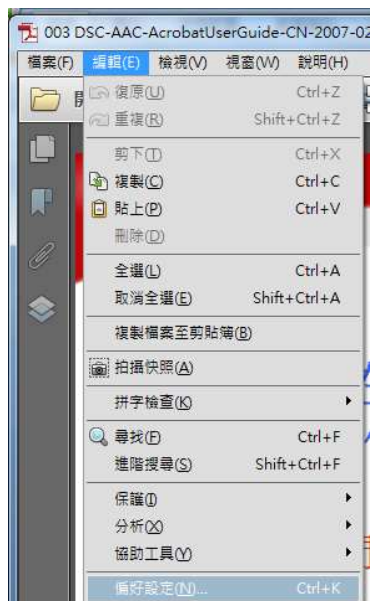 003 DSC-AAC-AcrobatUserGuide-CN-2007-02
檔案(F) 編輯(E) 檢視(V) 視窗(W) 說明(H)
復原(U) Ctrl+Z
重複(R) Shift+Ctrl+Z
剪下(T) Ctrl+X
複製(C) Ctrl+C
貼上(P) Ctrl+V
刪除(D)
全選(L) Ctrl+A
取消全選(E) Shift+Ctrl+A
複製檔案至剪貼簿(B)
拍攝快照(A)
拼字檢查(K)
尋找(F) Ctrl+F
進階搜尋(S) Shift+Ctrl+F
保護(I)
分析(X)
協助工具(Y)
偏好設定(N)... Ctrl+K